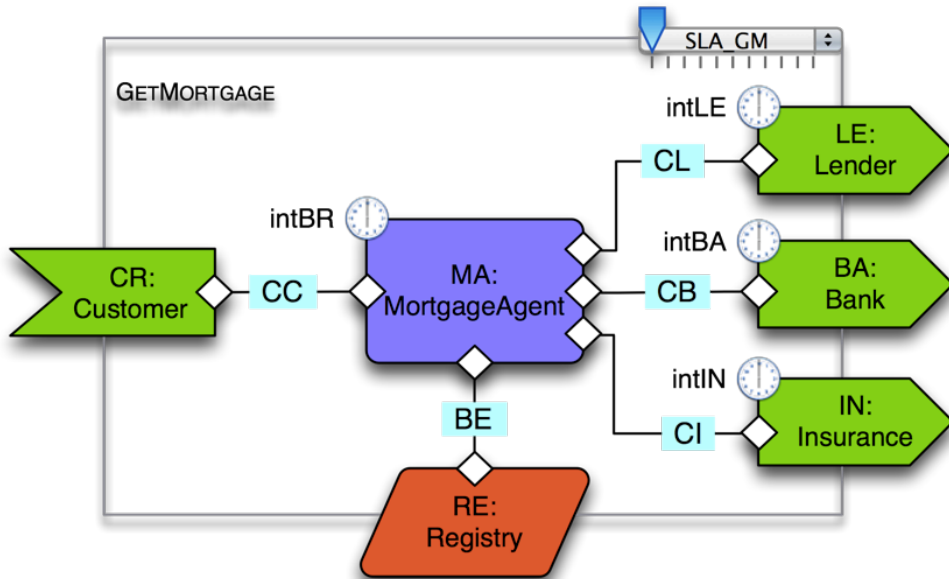 SLA_GM
GETMORTGAGE
intLE
LE:
Lender
CL
intBR
intBA
CR:
Customer
CC
MA:
MortgageAgent
CB
BA:
Bank
intIN
BE
CI
IN:
Insurance
RE:
Registry